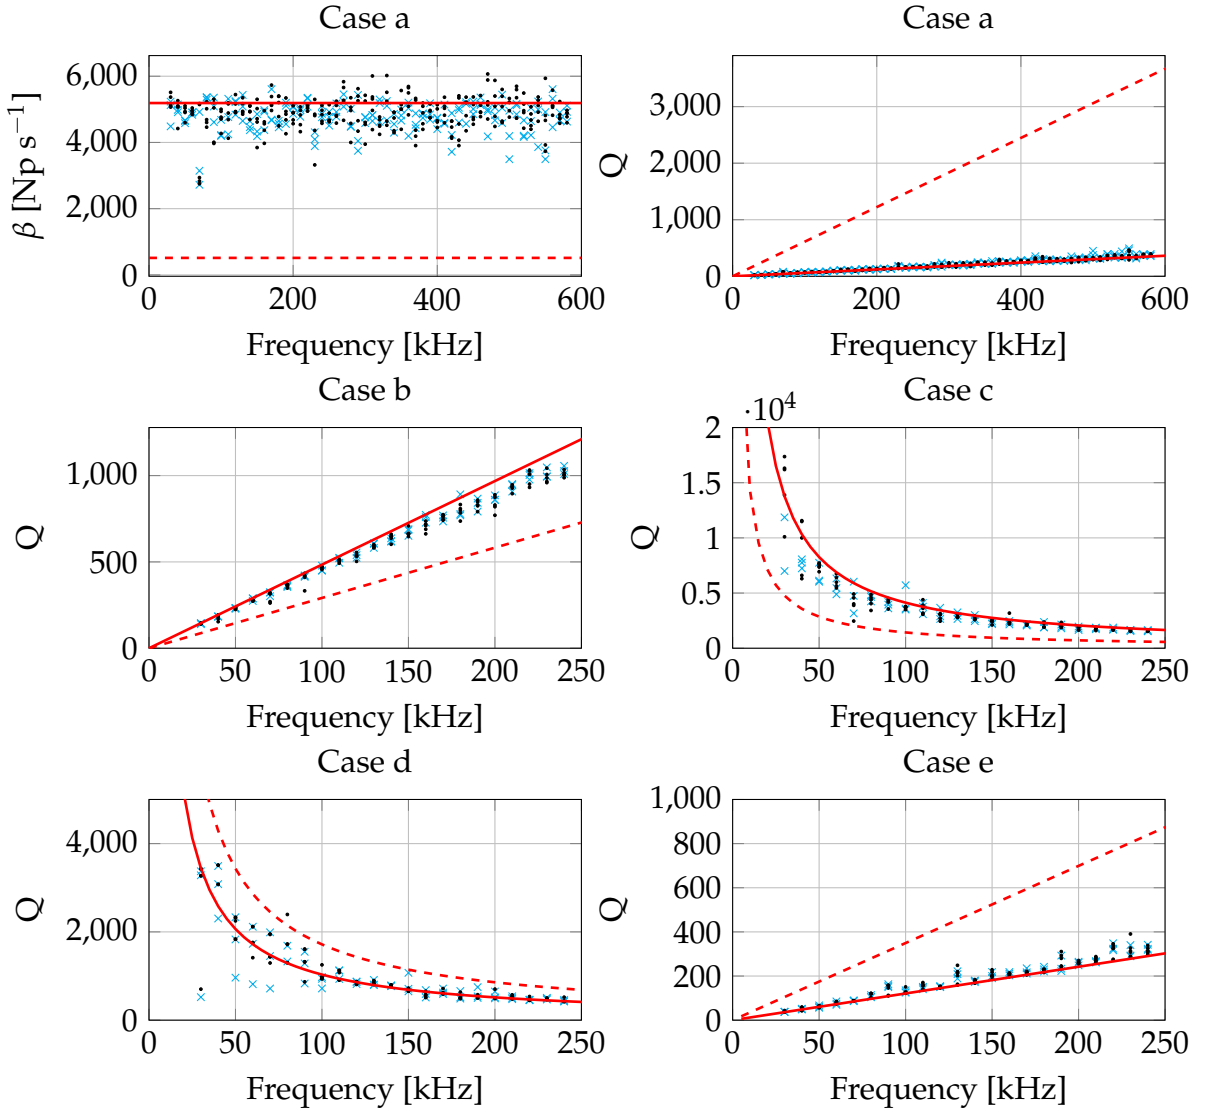 Case a
6,000
4,000
2,000
0
β [Np s⁻¹]
0 200 400 600
Frequency [kHz]
Case a
3,000
2,000
1,000
0
Q
0 200 400 600
Frequency [kHz]
Case b
1,000
500
0
Q
0 50 100 150 200 250
Frequency [kHz]
Case c
·10⁴
2
1.5
1
0.5
0
Q
0 50 100 150 200 250
Frequency [kHz]
Case d
4,000
2,000
0
Q
0 50 100 150 200 250
Frequency [kHz]
Case e
1,000
800
600
400
200
0
Q
0 50 100 150 200 250
Frequency [kHz]